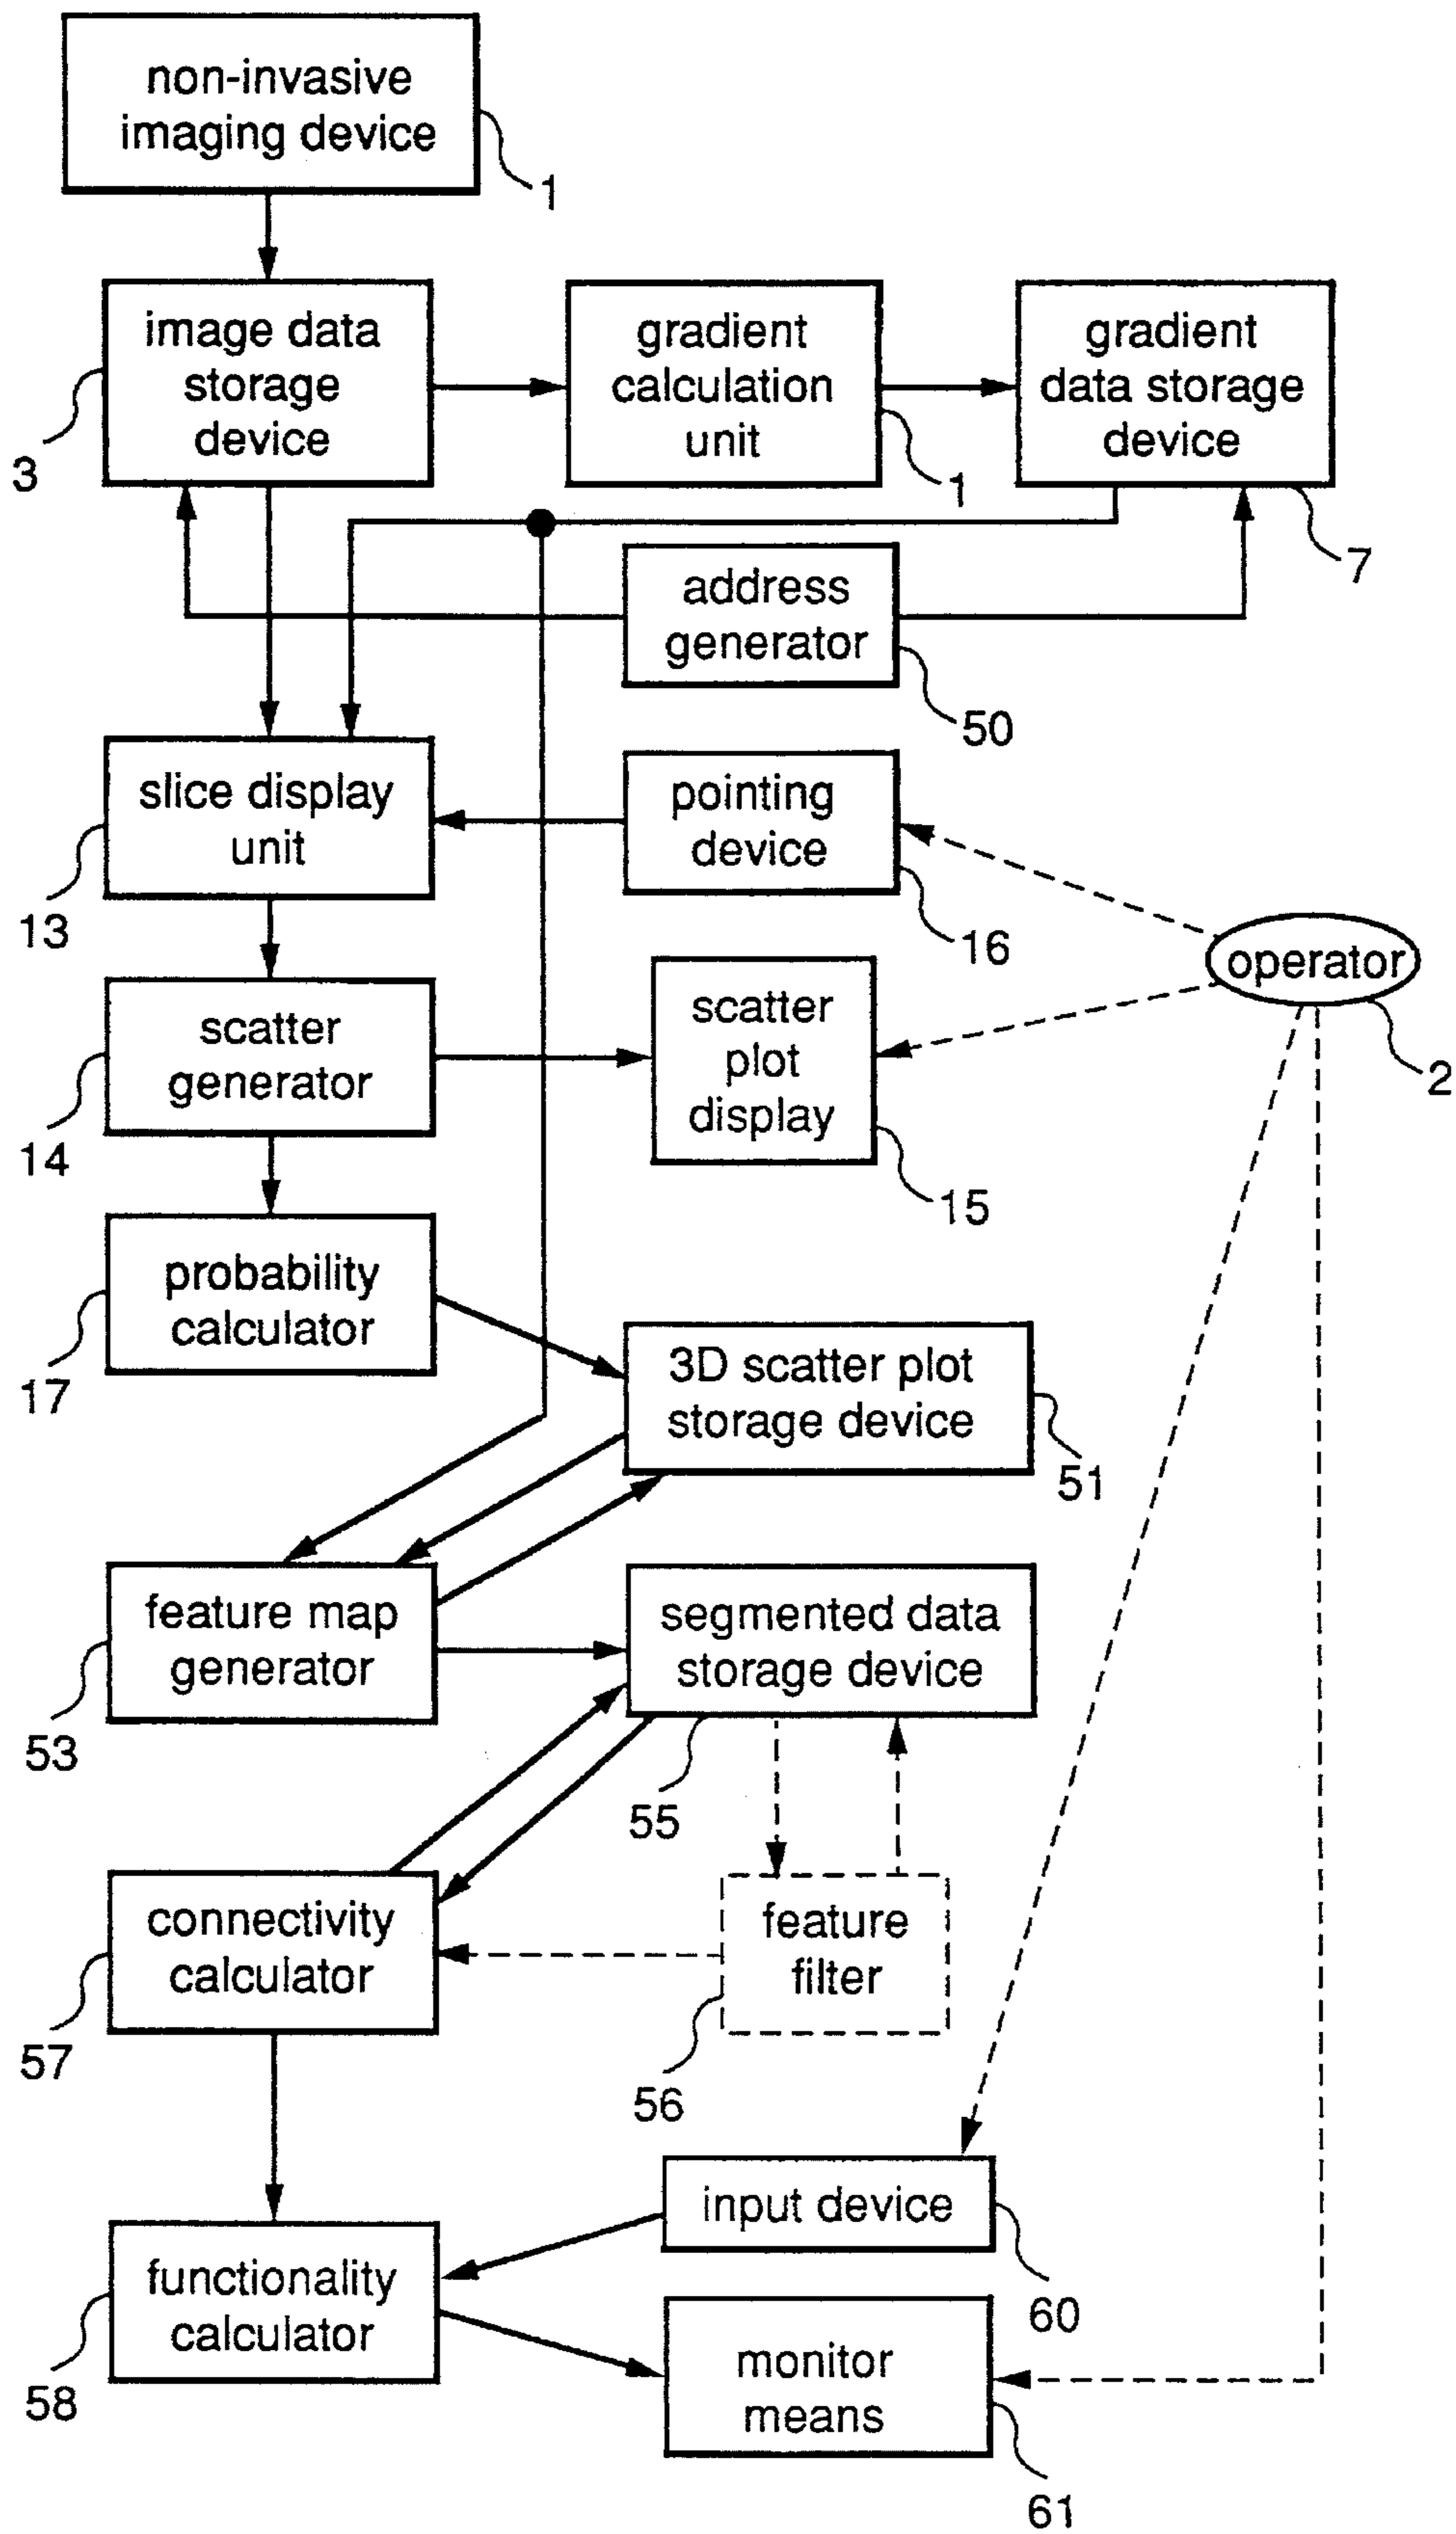 non-invasive
imaging device
1
image data
storage
device
3
gradient
calculation
unit
1
gradient
data storage
device
7
address
generator
50
slice display
unit
13
pointing
device
16
operator
2
scatter
generator
14
scatter
plot
display
15
probability
calculator
17
3D scatter plot
storage device
51
feature map
generator
53
segmented data
storage device
55
connectivity
calculator
57
feature
filter
56
input device
60
functionality
calculator
58
monitor
means
61